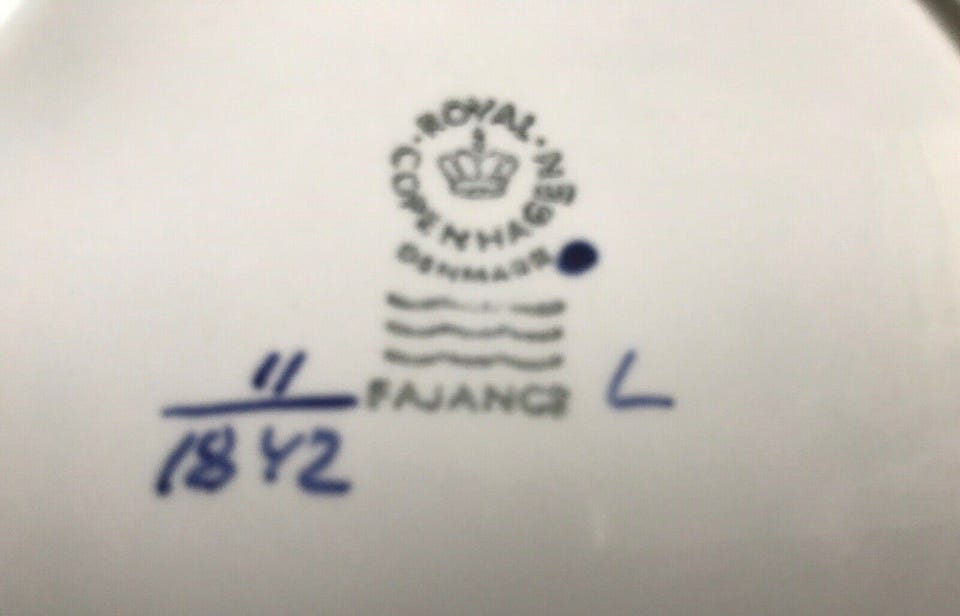 ROYAL
COPENHAGEN
DENMARK
11
FAJANCE L
1842